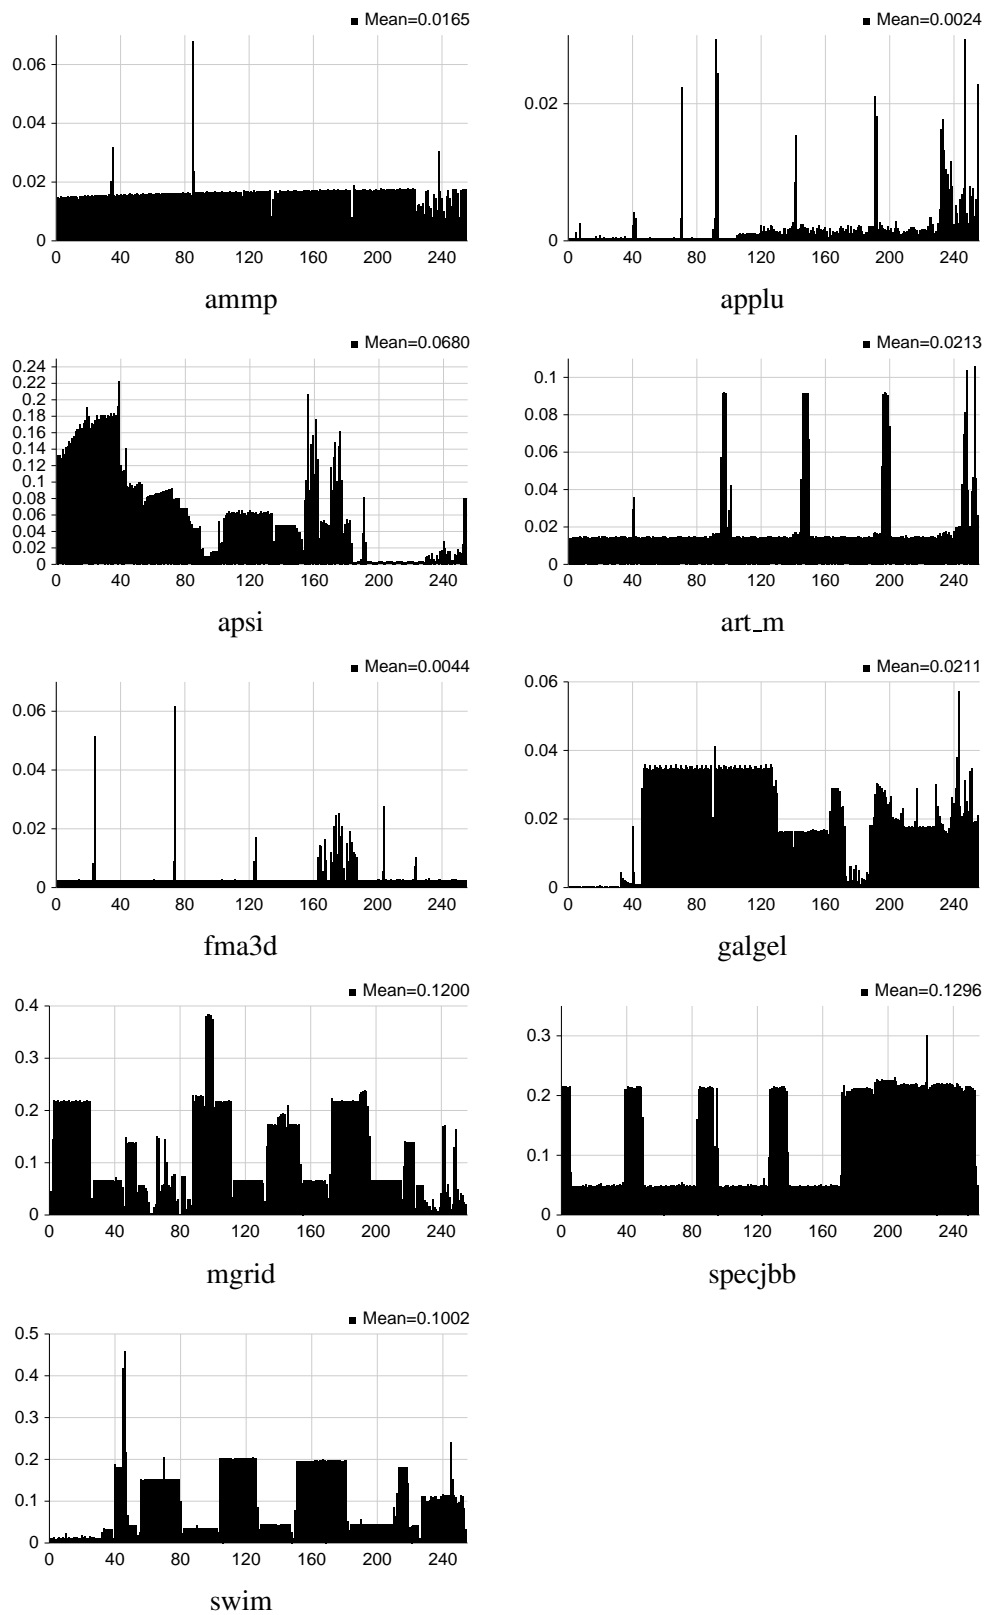 Mean=0.0165
0.06
0.04
0.02
0
0 40 80 120 160 200 240
ammp
Mean=0.0024
0.02
0
0 40 80 120 160 200 240
applu
Mean=0.0680
0.24
0.22
0.2
0.18
0.16
0.14
0.12
0.1
0.08
0.06
0.04
0.02
0
0 40 80 120 160 200 240
apsi
Mean=0.0213
0.1
0.08
0.06
0.04
0.02
0
0 40 80 120 160 200 240
art_m
Mean=0.0044
0.06
0.04
0.02
0
0 40 80 120 160 200 240
fma3d
Mean=0.0211
0.06
0.04
0.02
0
0 40 80 120 160 200 240
galgel
Mean=0.1200
0.4
0.3
0.2
0.1
0
0 40 80 120 160 200 240
mgrid
Mean=0.1296
0.3
0.2
0.1
0
0 40 80 120 160 200 240
specjbb
Mean=0.1002
0.5
0.4
0.3
0.2
0.1
0
0 40 80 120 160 200 240
swim